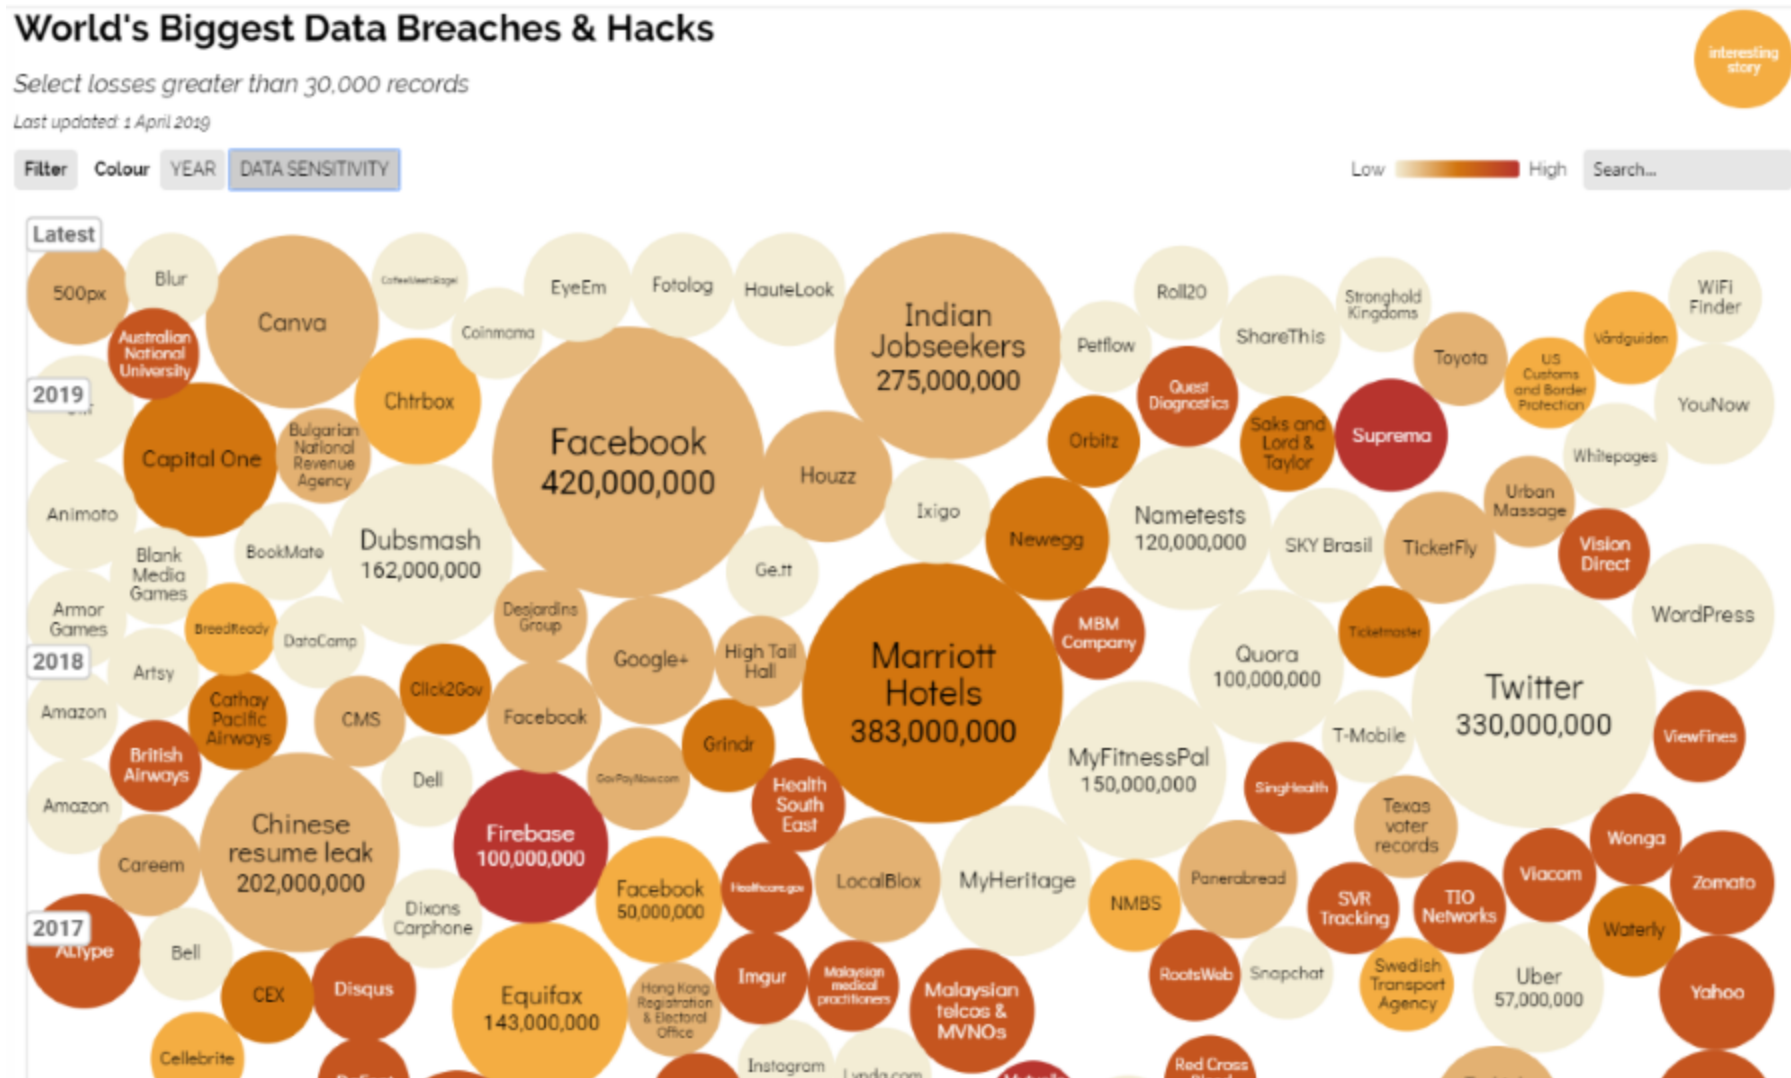 World's Biggest Data Breaches & Hacks
interesting
story
Select losses greater than 30,000 records
Last updated: 1 April 2019
Filter Colour YEAR DATA SENSITIVITY
Low High Search...
Latest
500px
Blur
Canva
CoffeeMeetsBagel
Coinmama
EyeEm
Fotolog
HauteLook
Indian
Jobseekers
275,000,000
Petflow
Roll20
ShareThis
Stronghold
Kingdoms
Toyota
US
Customs
and Border
Protection
Vårdguiden
WiFi
Finder
YouNow
Australian
National
University
2019
Capital One
Bulgarian
National
Revenue
Agency
Chtrbox
Facebook
420,000,000
Houzz
Ixigo
Orbitz
Quest
Diagnostics
Saks and
Lord &
Taylor
Suprema
Whitepages
Urban
Massage
Animoto
Blank
Media
Games
BookMate
Dubsmash
162,000,000
Ge.tt
Newegg
Nametests
120,000,000
SKY Brasil
TicketFly
Vision
Direct
WordPress
Armor
Games
BreedReady
DataCamp
Desjardins
Group
Google+
High Tail
Hall
Marriott
Hotels
383,000,000
MBM
Company
Quora
100,000,000
Ticketmaster
Twitter
330,000,000
2018
Artsy
Amazon
Cathay
Pacific
Airways
CMS
Click2Gov
Facebook
Grindr
MyFitnessPal
150,000,000
T-Mobile
ViewFines
British
Airways
Amazon
Dell
GovPayNow.com
Health
South
East
SingHealth
Texas
voter
records
Careem
Chinese
resume leak
202,000,000
Firebase
100,000,000
Facebook
50,000,000
Healthcare.gov
LocalBlox
MyHeritage
NMBS
Panerabread
SVR
Tracking
TIO
Networks
Viacom
Wonga
Zomato
2017
Al.type
Bell
Dixons
Carphone
Waterly
CEX
Disqus
Equifax
143,000,000
Hong Kong
Registration
& Electoral
Office
Imgur
Malaysian
medical
practitioners
Malaysian
telcos &
MVNOs
RootsWeb
Snapchat
Swedish
Transport
Agency
Uber
57,000,000
Yahoo
Cellebrite
Instagram
Lynda.com
Red Cross